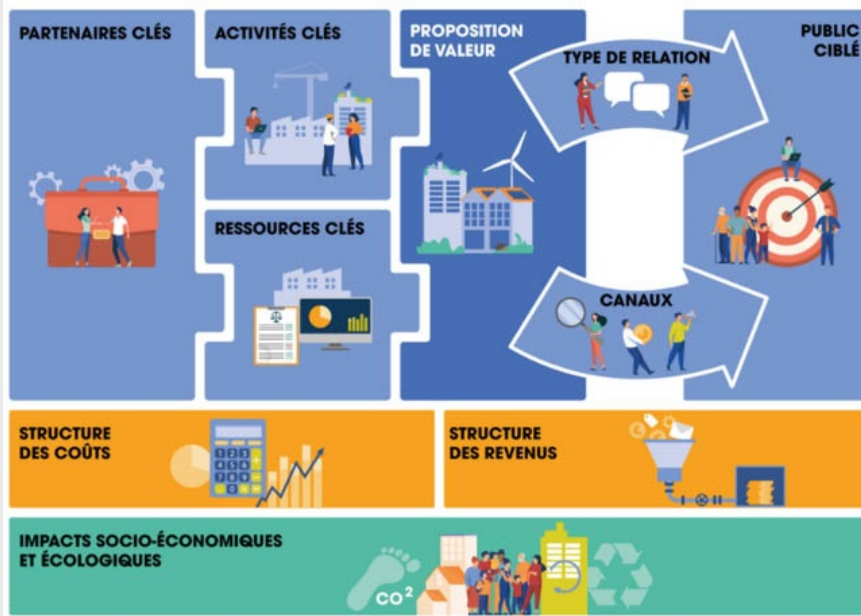 PARTENAIRES CLÉS
ACTIVITÉS CLÉS
RESSOURCES CLÉS
PROPOSITION
DE VALEUR
TYPE DE RELATION
CANAUX
PUBLIC
CIBLÉ
STRUCTURE
DES COÛTS
STRUCTURE
DES REVENUS
IMPACTS SOCIO-ÉCONOMIQUES
ET ÉCOLOGIQUES
CO²